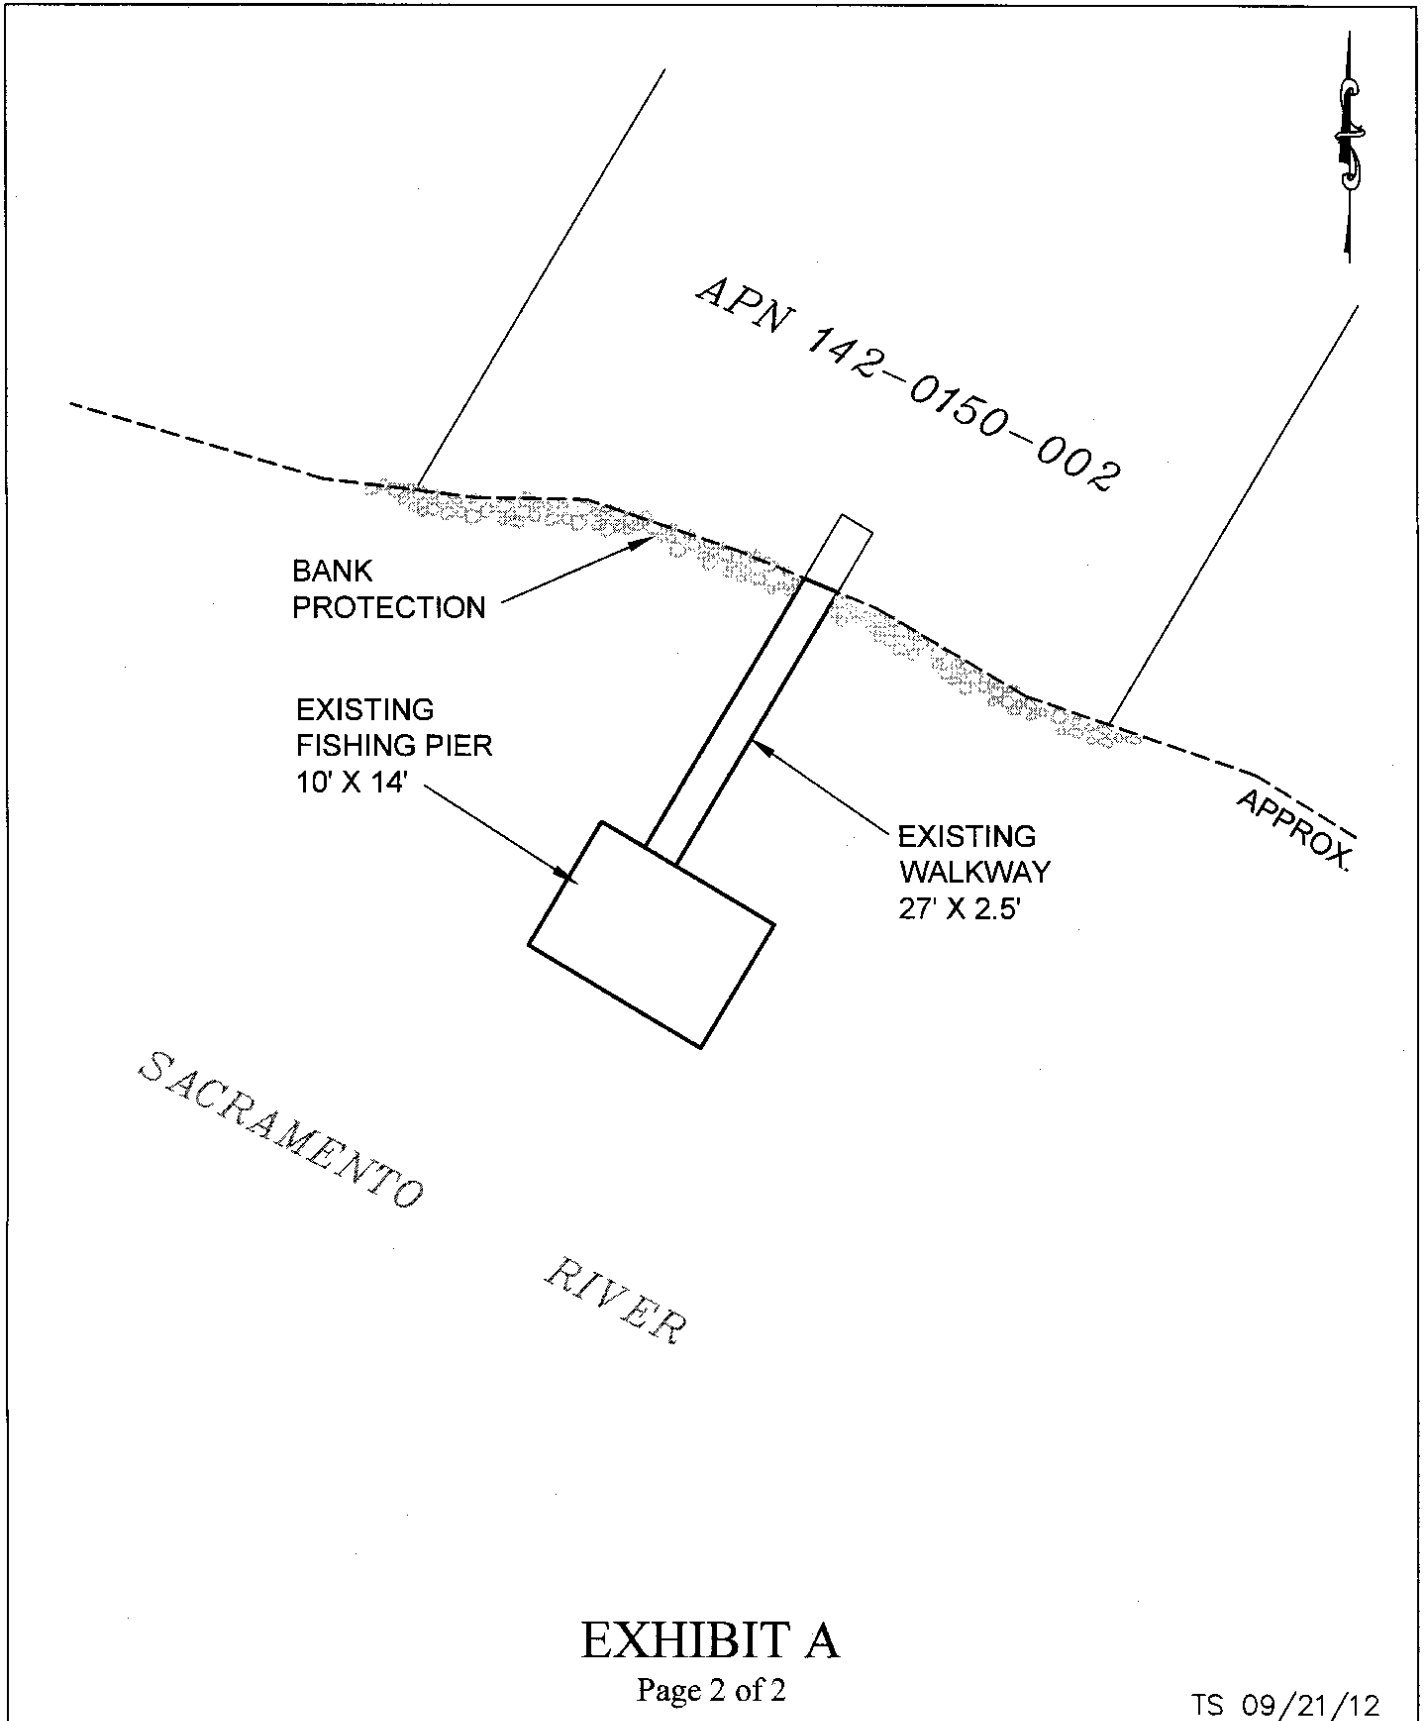 APN 142-0150-002
BANK
PROTECTION
EXISTING
FISHING PIER
10' X 14'
EXISTING
WALKWAY
27' X 2.5'
APPROX.
SACRAMENTO
RIVER
EXHIBIT A
Page 2 of 2
TS 09/21/12